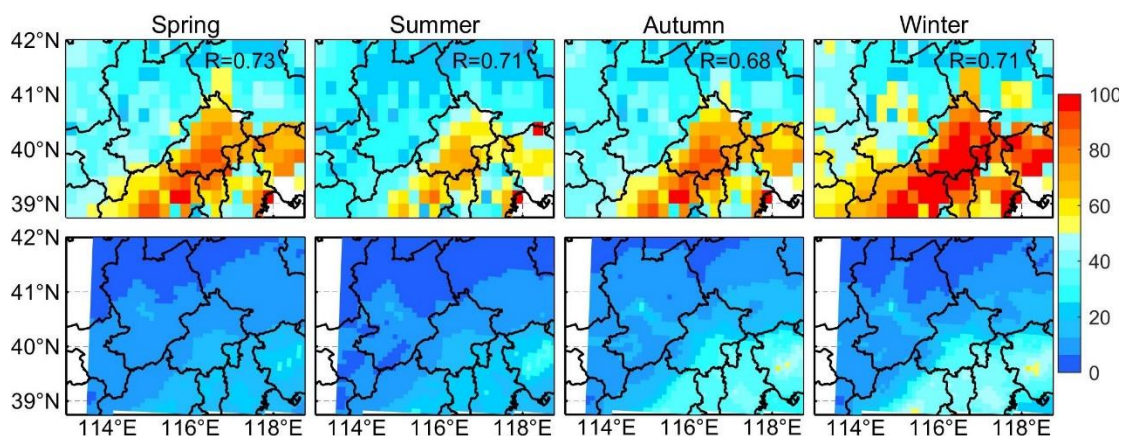 Spring Summer Autumn Winter
42°N R=0.73 R=0.71 R=0.68 R=0.71
41°N
40°N
39°N
100
80
60
40
20
0
42°N
41°N
40°N
39°N
114°E 116°E 118°E 114°E 116°E 118°E 114°E 116°E 118°E 114°E 116°E 118°E